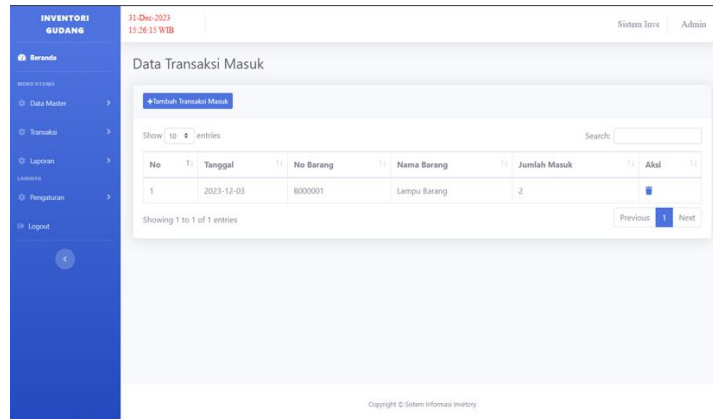 INVENTORI
GUDANG
31-Dec-2023
15:26:15 WIB
Sistem Inve
Admin
Beranda
MENU UTAMA
Data Master
Transaksi
Laporan
LAINNYA
Pengaturan
Logout
Data Transaksi Masuk
+Tambah Transaksi Masuk
Show 10 entries
Search:
No Tanggal No Barang Nama Barang Jumlah Masuk Aksi
1 2023-12-03 B000001 Lampu Barang 2
Showing 1 to 1 of 1 entries
Previous 1 Next
Copyright © Sistem Informasi Invetory